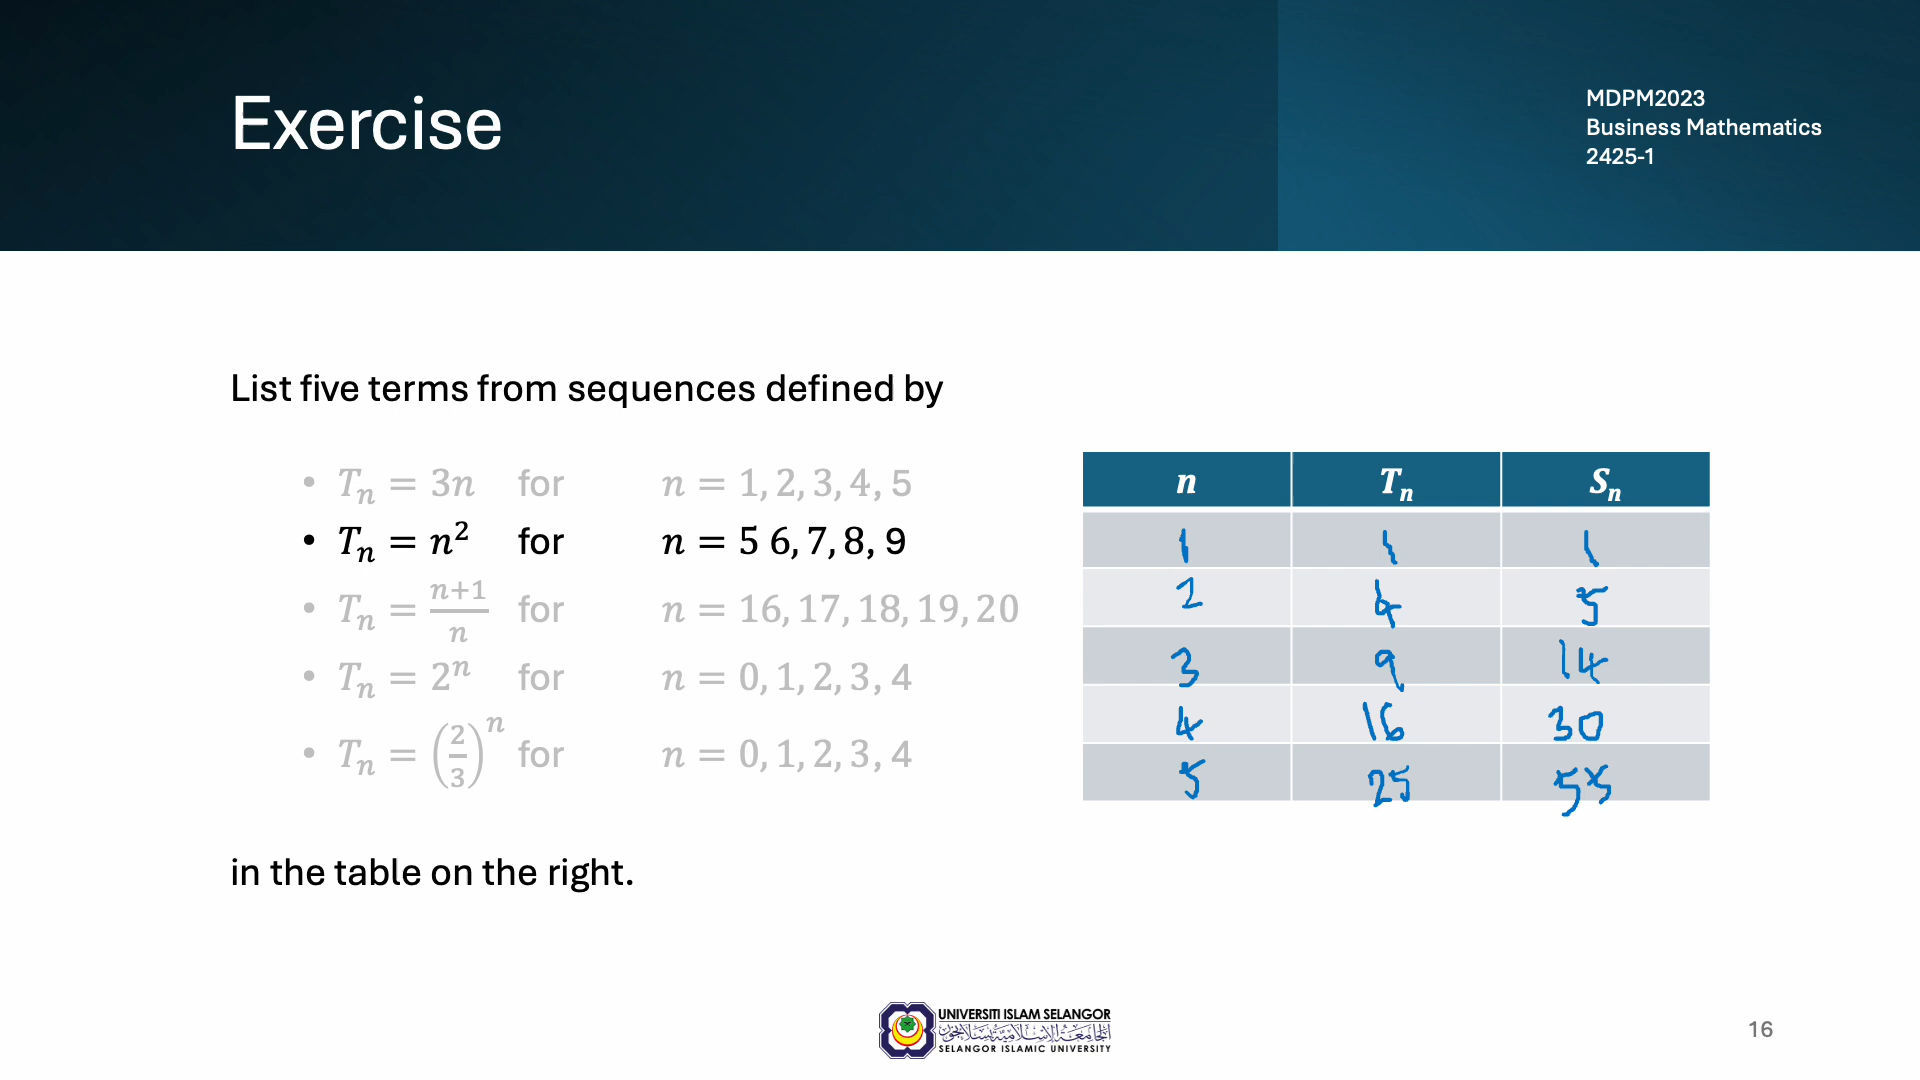 Exercise
MDPM2023
Business Mathematics
2425-1
List five terms from sequences defined by
• Tₙ = 3n for n = 1, 2, 3, 4, 5
• Tₙ = n² for n = 5 6, 7, 8, 9
• Tₙ = (n+1)/n for n = 16, 17, 18, 19, 20
• Tₙ = 2ⁿ for n = 0, 1, 2, 3, 4
• Tₙ = (2/3)ⁿ for n = 0, 1, 2, 3, 4
in the table on the right.
n Tₙ Sₙ
1 1 1
2 4 5
3 9 14
4 16 30
5 25 55
UNIVERSITI ISLAM SELANGOR
SELANGOR ISLAMIC UNIVERSITY
16